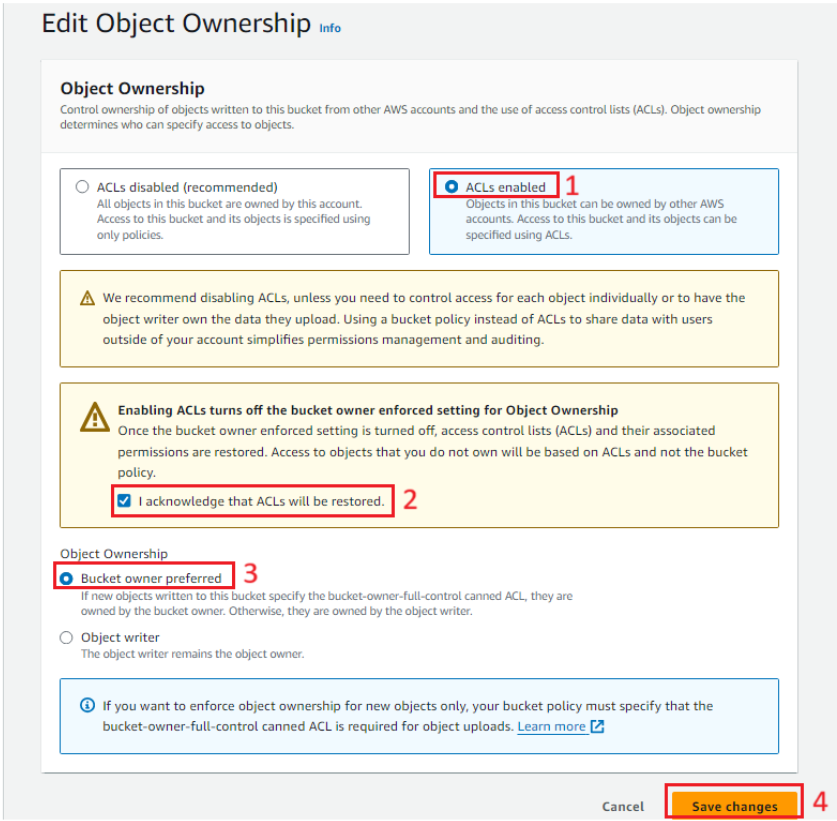 Edit Object Ownership Info
Object Ownership
Control ownership of objects written to this bucket from other AWS accounts and the use of access control lists (ACLs). Object ownership
determines who can specify access to objects.
ACLs disabled (recommended)
All objects in this bucket are owned by this account.
Access to this bucket and its objects is specified using
only policies.
ACLs enabled 1
Objects in this bucket can be owned by other AWS
accounts. Access to this bucket and its objects can be
specified using ACLs.
We recommend disabling ACLs, unless you need to control access for each object individually or to have the
object writer own the data they upload. Using a bucket policy instead of ACLs to share data with users
outside of your account simplifies permissions management and auditing.
Enabling ACLs turns off the bucket owner enforced setting for Object Ownership
Once the bucket owner enforced setting is turned off, access control lists (ACLs) and their associated
permissions are restored. Access to objects that you do not own will be based on ACLs and not the bucket
policy.
I acknowledge that ACLs will be restored. 2
Object Ownership
Bucket owner preferred 3
If new objects written to this bucket specify the bucket-owner-full-control canned ACL, they are
owned by the bucket owner. Otherwise, they are owned by the object writer.
Object writer
The object writer remains the object owner.
If you want to enforce object ownership for new objects only, your bucket policy must specify that the
bucket-owner-full-control canned ACL is required for object uploads. Learn more
Cancel Save changes 4